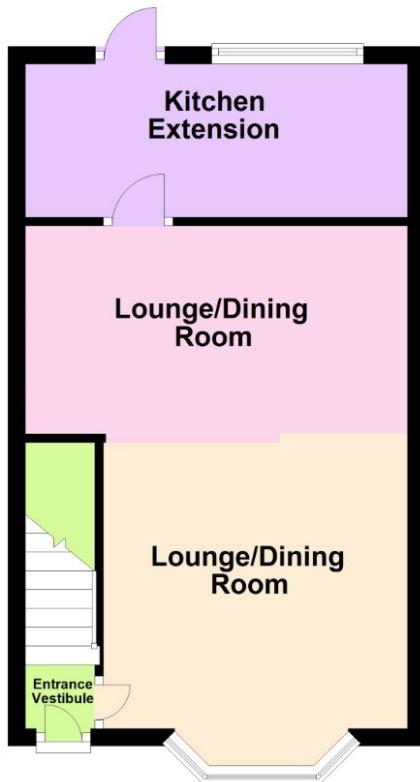 Kitchen
Extension
Lounge/Dining
Room
Lounge/Dining
Room
Entrance
Vestibule